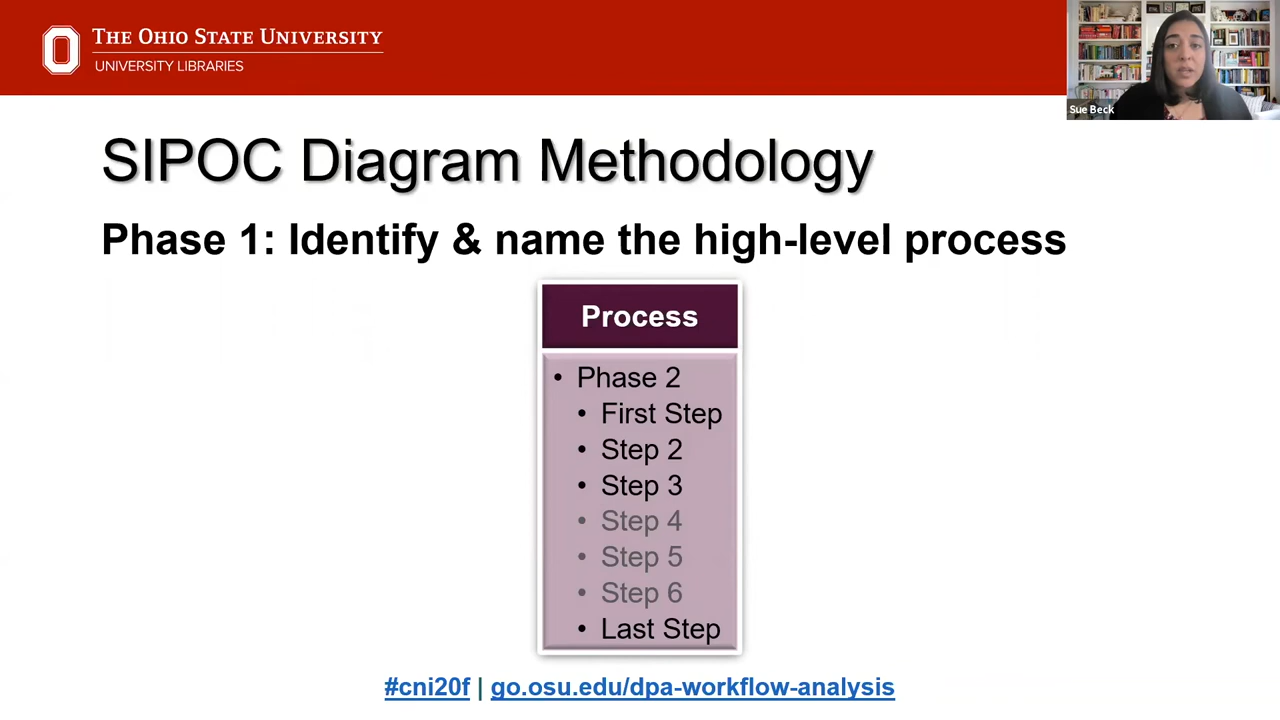 THE OHIO STATE UNIVERSITY
UNIVERSITY LIBRARIES
Sue Beck
SIPOC Diagram Methodology
Phase 1: Identify & name the high-level process
Process
• Phase 2
• First Step
• Step 2
• Step 3
• Step 4
• Step 5
• Step 6
• Last Step
#cni20f | go.osu.edu/dpa-workflow-analysis